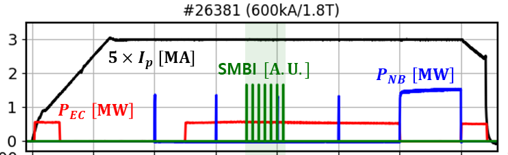 #26381 (600kA/1.8T)
3
5 × I_p [MA]
SMBI [A.U.]
P_NB [MW]
2
P_EC [MW]
1
0